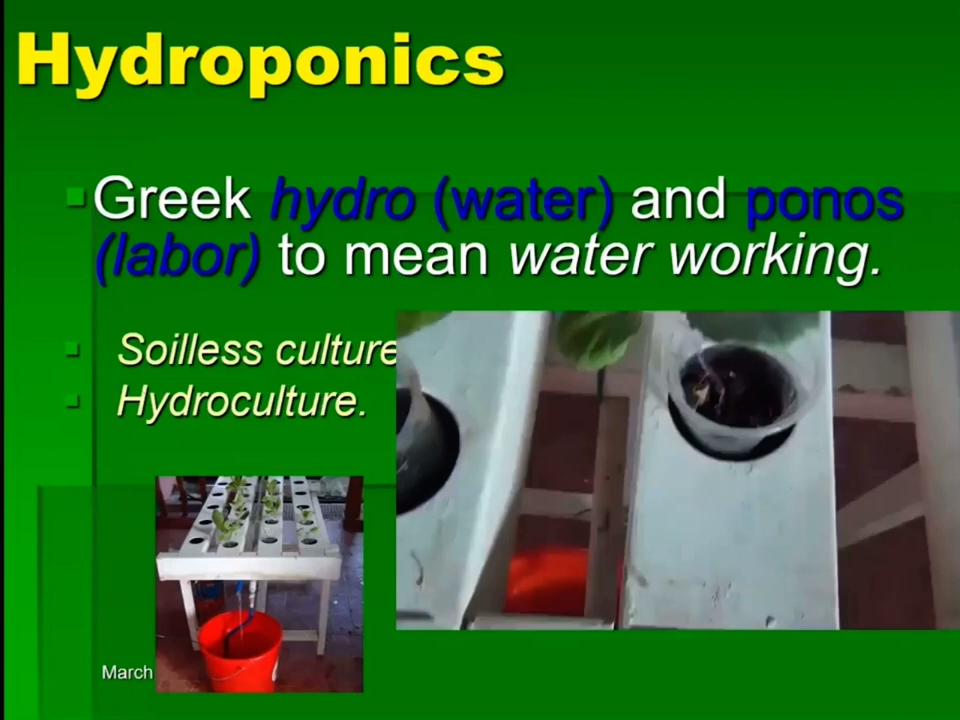 Hydroponics
Greek hydro (water) and ponos
(labor) to mean water working.
Soilless culture
Hydroculture.
March